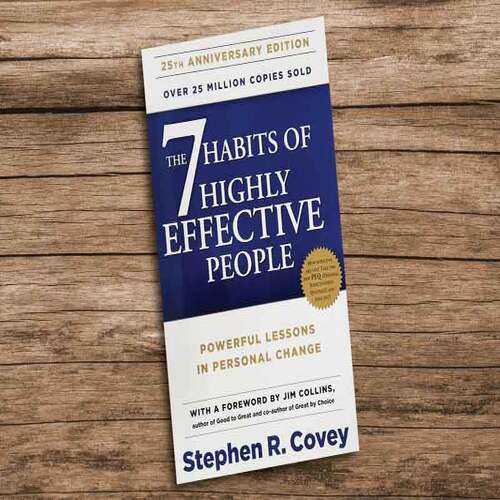 25TH ANNIVERSARY EDITION
OVER 25 MILLION COPIES SOLD
THE 7 HABITS OF
HIGHLY
EFFECTIVE
PEOPLE
POWERFUL LESSONS
IN PERSONAL CHANGE
WITH A FOREWORD BY JIM COLLINS,
author of Good to Great and co-author of Great by Choice
Stephen R. Covey